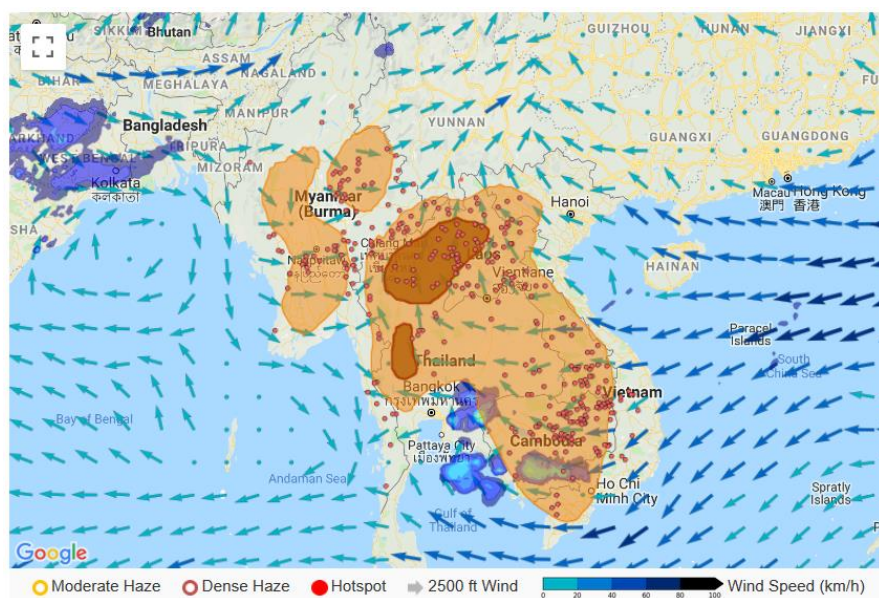 SIKKIM
Bhutan
ASSAM
NAGALAND
BIHAR
MEGHALAYA
GUIZHOU
HUNAN
JIANGXI
MANIPUR
Bangladesh
YUNNAN
GUANGXI
GUANGDONG
TRIPURA
WEST BENGAL
MIZORAM
Kolkata
কলকাতা
Macau
Hong Kong
澳門
香港
Myanmar
(Burma)
Hanoi
HAINAN
Vientiane
Paracel
Islands
South
China Sea
Thailand
Bangkok
กรุงเทพมหานคร
Vietnam
Bay of Bengal
Pattaya City
เมืองพัทยา
Cambodia
Andaman Sea
Ho Chi
Minh City
Gulf of
Thailand
Spratly
Islands
Google
Moderate Haze
Dense Haze
Hotspot
2500 ft Wind
Wind Speed (km/h)
0 20 40 60 80 100